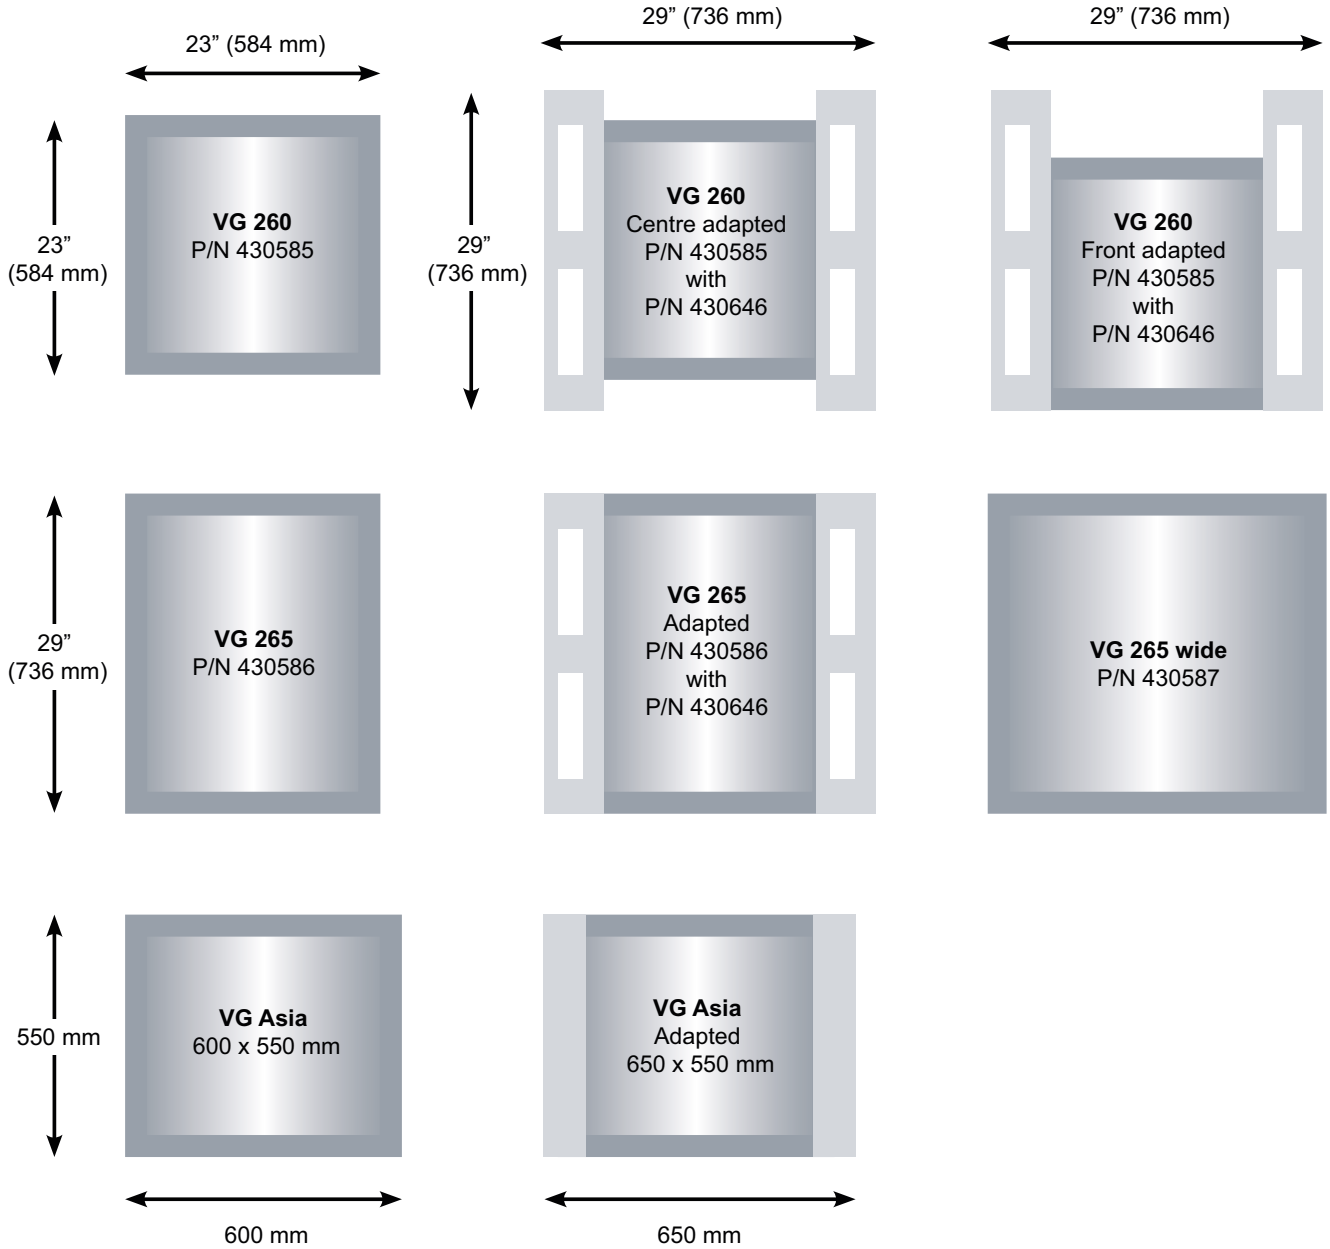 23” (584 mm)
29” (736 mm)
29” (736 mm)
23”
(584 mm)
VG 260
P/N 430585
29”
(736 mm)
VG 260
Centre adapted
P/N 430585
with
P/N 430646
VG 260
Front adapted
P/N 430585
with
P/N 430646
29”
(736 mm)
VG 265
P/N 430586
VG 265
Adapted
P/N 430586
with
P/N 430646
VG 265 wide
P/N 430587
550 mm
VG Asia
600 x 550 mm
VG Asia
Adapted
650 x 550 mm
600 mm
650 mm